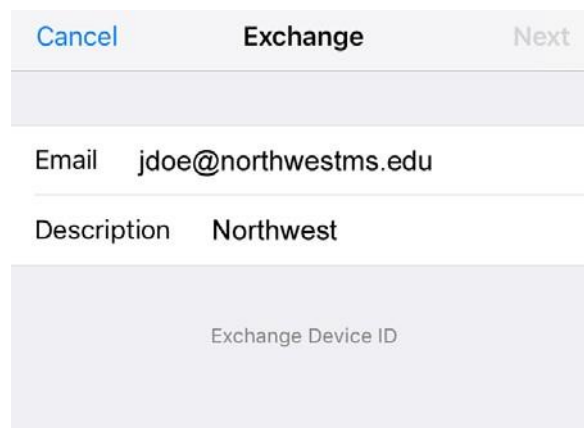 Cancel Exchange Next
Email jdoe@northwestms.edu
Description Northwest
Exchange Device ID